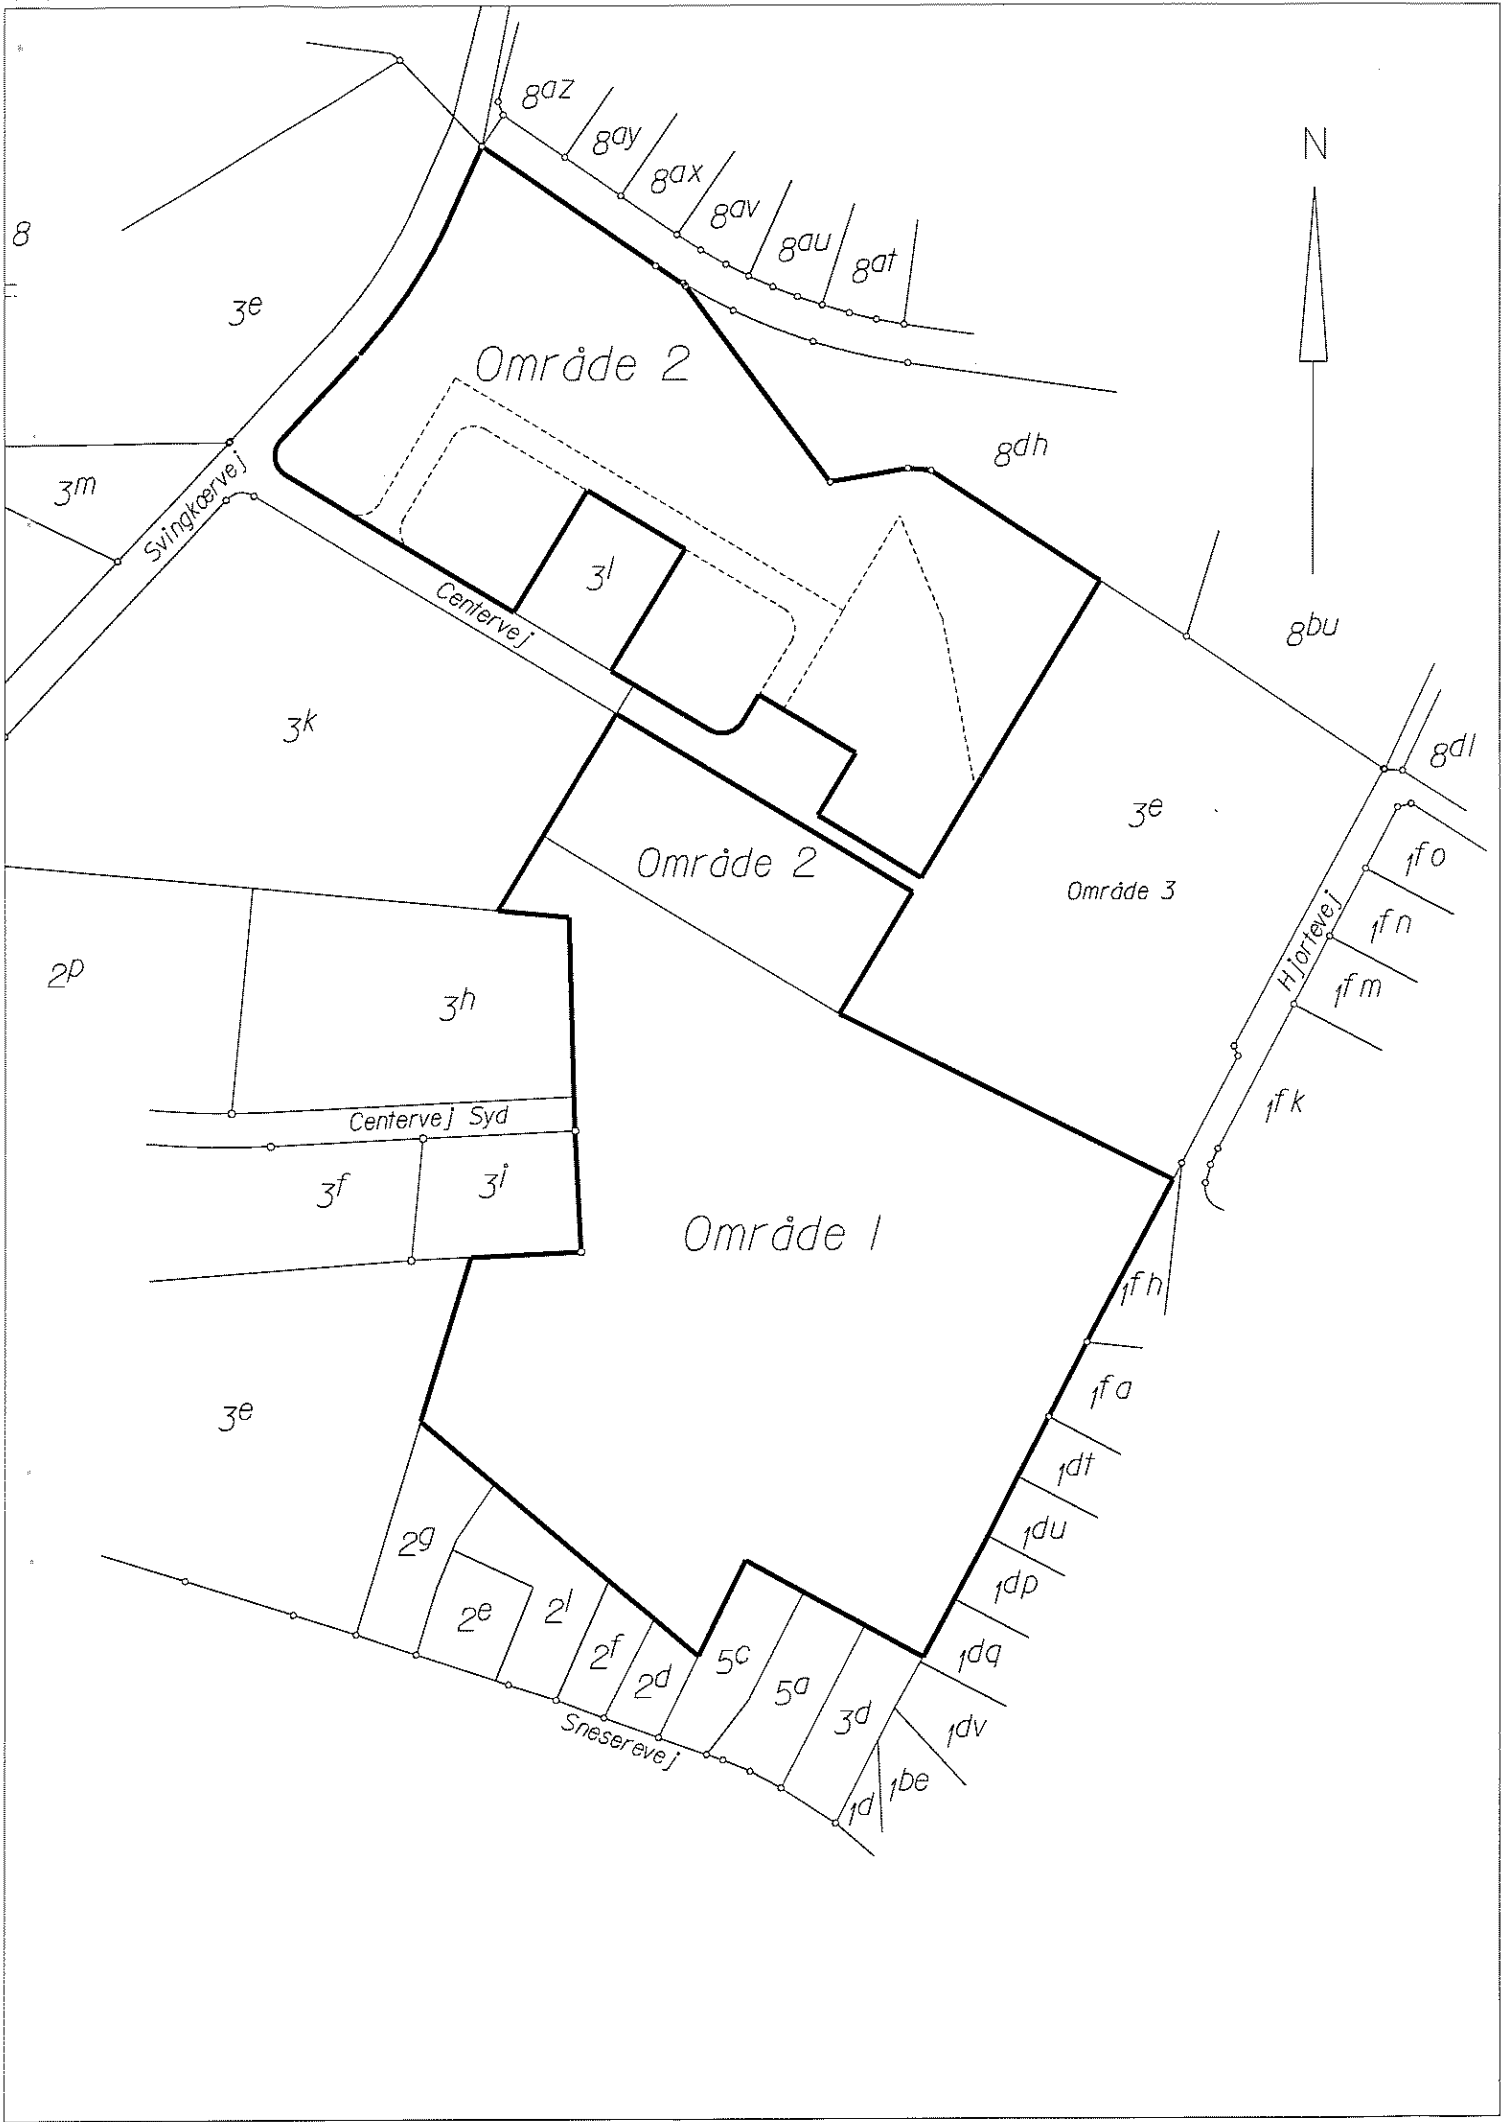 8az
8ay
N
8ax
8av
8
8au
8at
3e
Område 2
8dh
3m
Svingkærvej
3l
Centervej
8bu
3k
8dl
3e
1fo
Område 2
Område 3
1fn
Hjortevej
2p
1fm
3h
1fk
Centervej Syd
3f
3i
Område 1
1fh
1fa
3e
1dt
1du
2g
1dp
2e
2l
2f
1dq
5c
2d
5a
3d
1dv
Sneserevej
1be
1d